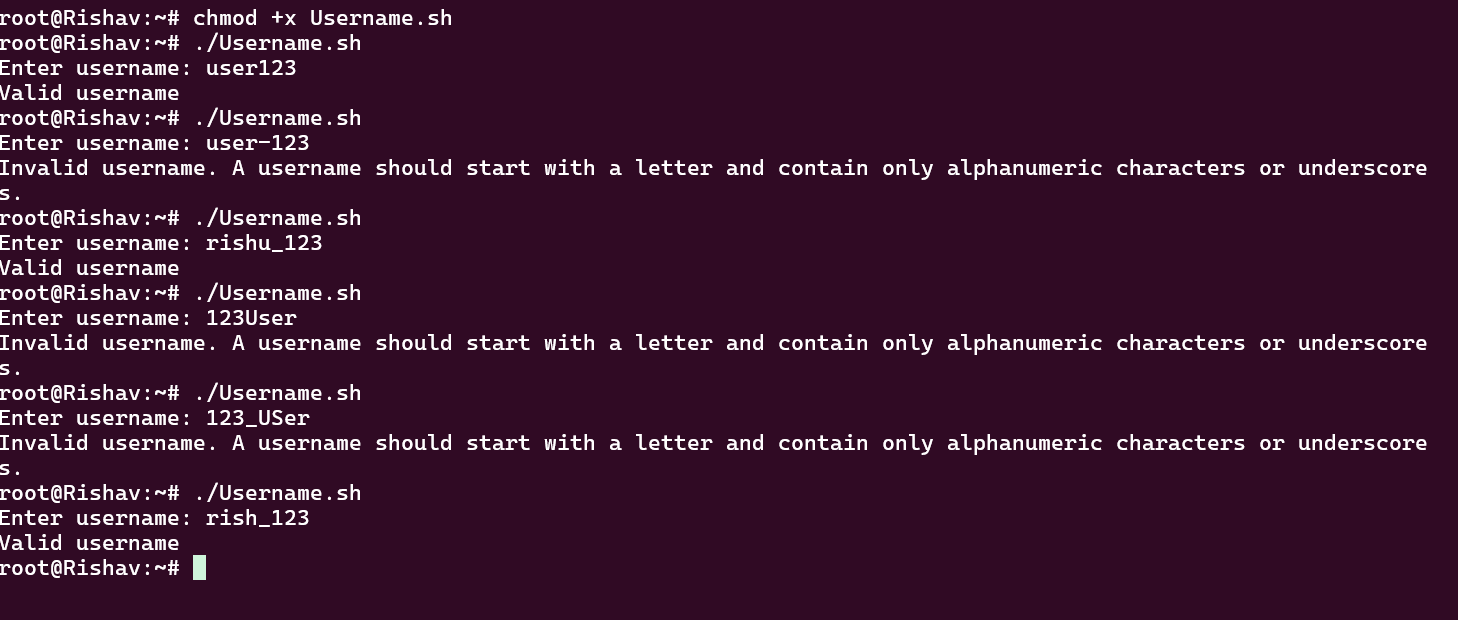 root@Rishav:~# chmod +x Username.sh
root@Rishav:~# ./Username.sh
Enter username: user123
Valid username
root@Rishav:~# ./Username.sh
Enter username: user-123
Invalid username. A username should start with a letter and contain only alphanumeric characters or underscore
s.
root@Rishav:~# ./Username.sh
Enter username: rishu_123
Valid username
root@Rishav:~# ./Username.sh
Enter username: 123User
Invalid username. A username should start with a letter and contain only alphanumeric characters or underscore
s.
root@Rishav:~# ./Username.sh
Enter username: 123_USer
Invalid username. A username should start with a letter and contain only alphanumeric characters or underscore
s.
root@Rishav:~# ./Username.sh
Enter username: rish_123
Valid username
root@Rishav:~#